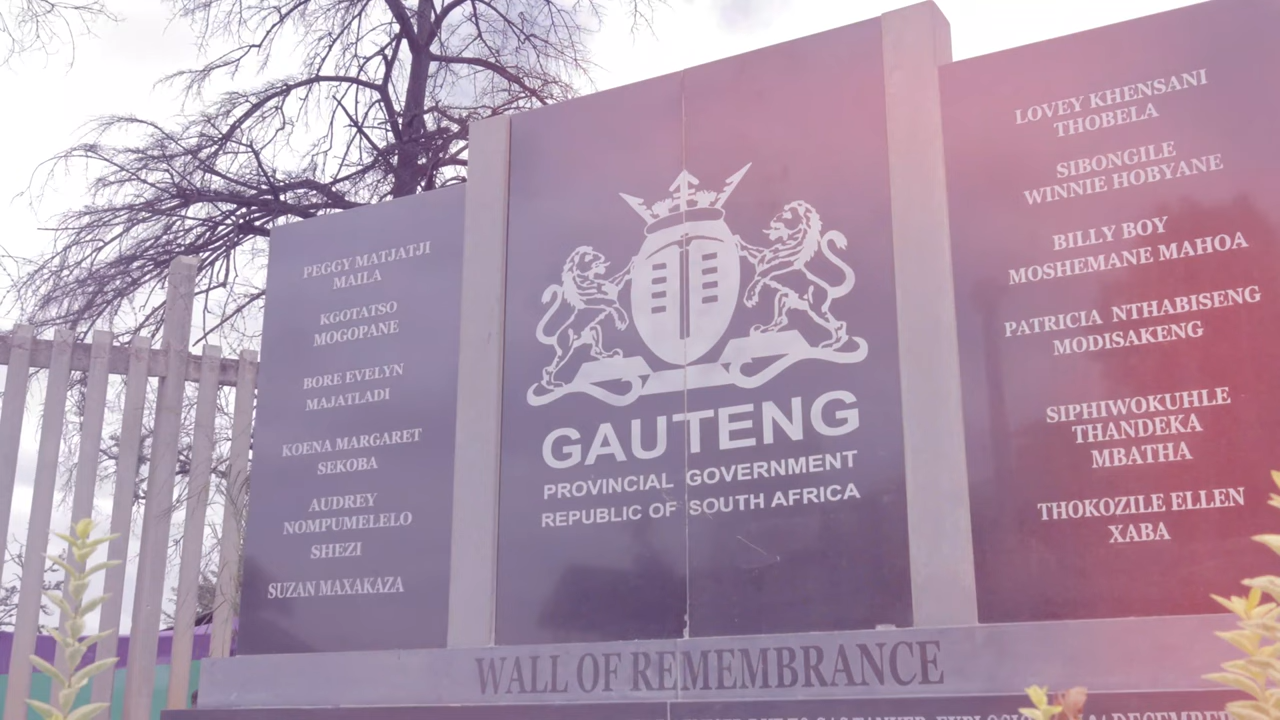 PEGGY MATJATJI
MAILA
KGOTATSO
MOGOPANE
BORE EVELYN
MAJATLADI
KOENA MARGARET
SEKOBA
AUDREY
NOMPUMELELO
SHEZI
SUZAN MAXAKAZA
GAUTENG
PROVINCIAL GOVERNMENT
REPUBLIC OF SOUTH AFRICA
LOVEY KHENSANI
THOBELA
SIBONGILE
WINNIE HOBYANE
BILLY BOY
MOSHEMANE MAHOA
PATRICIA NTHABISENG
MODISAKENG
SIPHIWOKUHLE
THANDEKA
MBATHA
THOKOZILE ELLEN
XABA
WALL OF REMEMBRANCE